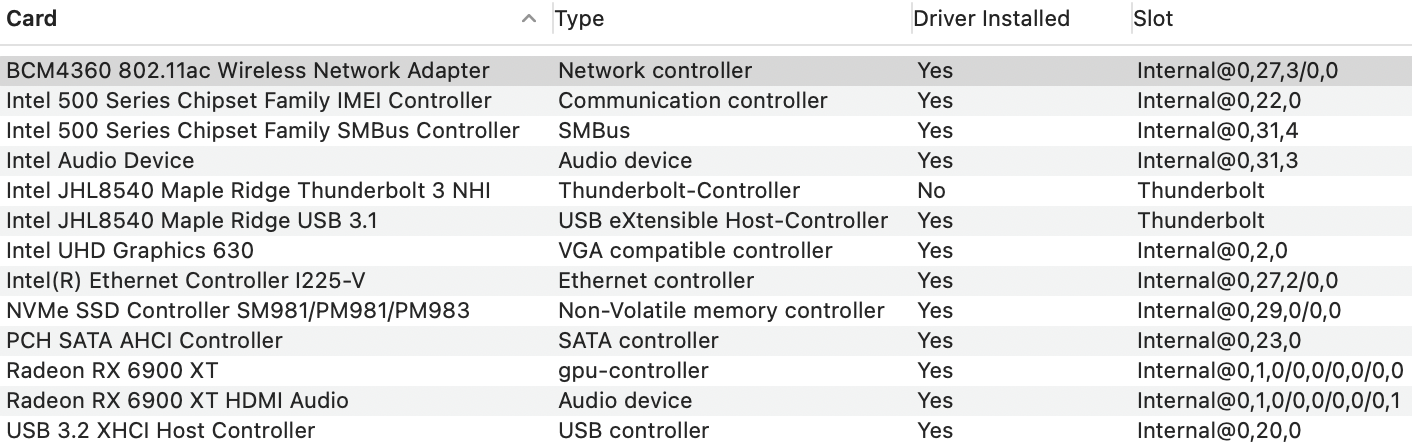 Card Type Driver Installed Slot
BCM4360 802.11ac Wireless Network Adapter Network controller Yes Internal@0,27,3/0,0
Intel 500 Series Chipset Family IMEI Controller Communication controller Yes Internal@0,22,0
Intel 500 Series Chipset Family SMBus Controller SMBus Yes Internal@0,31,4
Intel Audio Device Audio device Yes Internal@0,31,3
Intel JHL8540 Maple Ridge Thunderbolt 3 NHI Thunderbolt-Controller No Thunderbolt
Intel JHL8540 Maple Ridge USB 3.1 USB eXtensible Host-Controller Yes Thunderbolt
Intel UHD Graphics 630 VGA compatible controller Yes Internal@0,2,0
Intel(R) Ethernet Controller I225-V Ethernet controller Yes Internal@0,27,2/0,0
NVMe SSD Controller SM981/PM981/PM983 Non-Volatile memory controller Yes Internal@0,29,0/0,0
PCH SATA AHCI Controller SATA controller Yes Internal@0,23,0
Radeon RX 6900 XT gpu-controller Yes Internal@0,1,0/0,0/0,0/0,0
Radeon RX 6900 XT HDMI Audio Audio device Yes Internal@0,1,0/0,0/0,0/0,1
USB 3.2 XHCI Host Controller USB controller Yes Internal@0,20,0